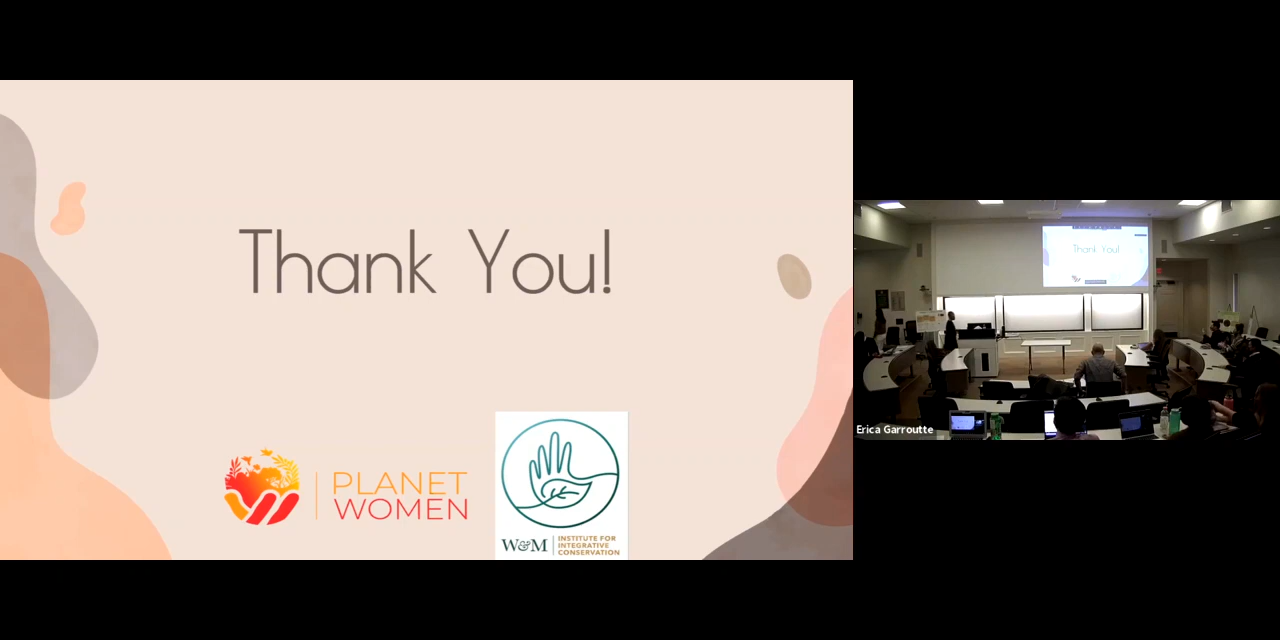 Thank You!
PLANET
WOMEN
W&M
INSTITUTE FOR
INTEGRATIVE
CONSERVATION
Thank You!
Erica Garroutte